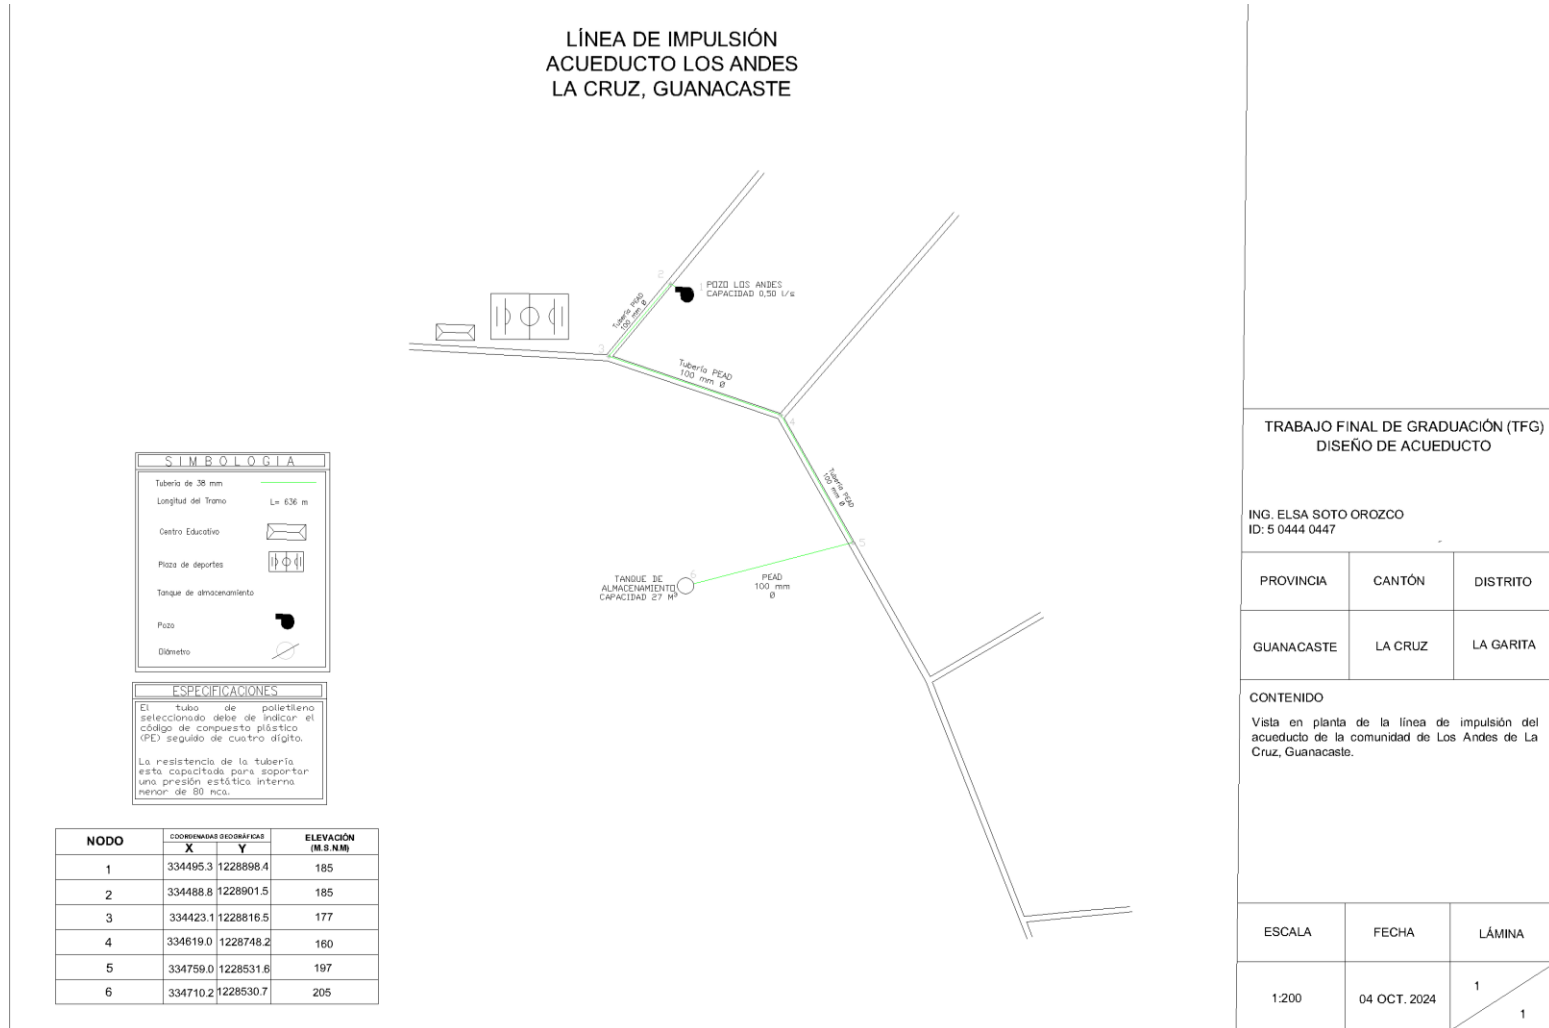 LÍNEA DE IMPULSIÓN
ACUEDUCTO LOS ANDES
LA CRUZ, GUANACASTE
2
1
POZO LOS ANDES
CAPACIDAD 0,50 l/s
Tubería PEAD
100 mm Ø
3
Tubería PEAD
100 mm Ø
4
Tubería PEAD
100 mm Ø
5
6
TANQUE DE
ALMACENAMIENTO
CAPACIDAD 27 M³
PEAD
100 mm
Ø
SIMBOLOGIA
Tubería de 38 mm
Longitud del Tramo L= 636 m
Centro Educativo
Plaza de deportes
Tanque de almacenamiento
Pozo
Diámetro
ESPECIFICACIONES
El tubo de polietileno
seleccionado debe de indicar el
código de compuesto plástico
(PE) seguido de cuatro dígito.
La resistencia de la tubería
esta capacitada para soportar
una presión estática interna
menor de 80 mca.
NODO COORDENADAS GEOGRÁFICAS ELEVACIÓN
X Y (M.S.N.M)
1 334495.3 1228898.4 185
2 334488.8 1228901.5 185
3 334423.1 1228816.5 177
4 334619.0 1228748.2 160
5 334759.0 1228531.6 197
6 334710.2 1228530.7 205
TRABAJO FINAL DE GRADUACIÓN (TFG)
DISEÑO DE ACUEDUCTO
ING. ELSA SOTO OROZCO
ID: 5 0444 0447
PROVINCIA CANTÓN DISTRITO
GUANACASTE LA CRUZ LA GARITA
CONTENIDO
Vista en planta de la línea de impulsión del
acueducto de la comunidad de Los Andes de La
Cruz, Guanacaste.
ESCALA FECHA LÁMINA
1:200 04 OCT. 2024 1
1